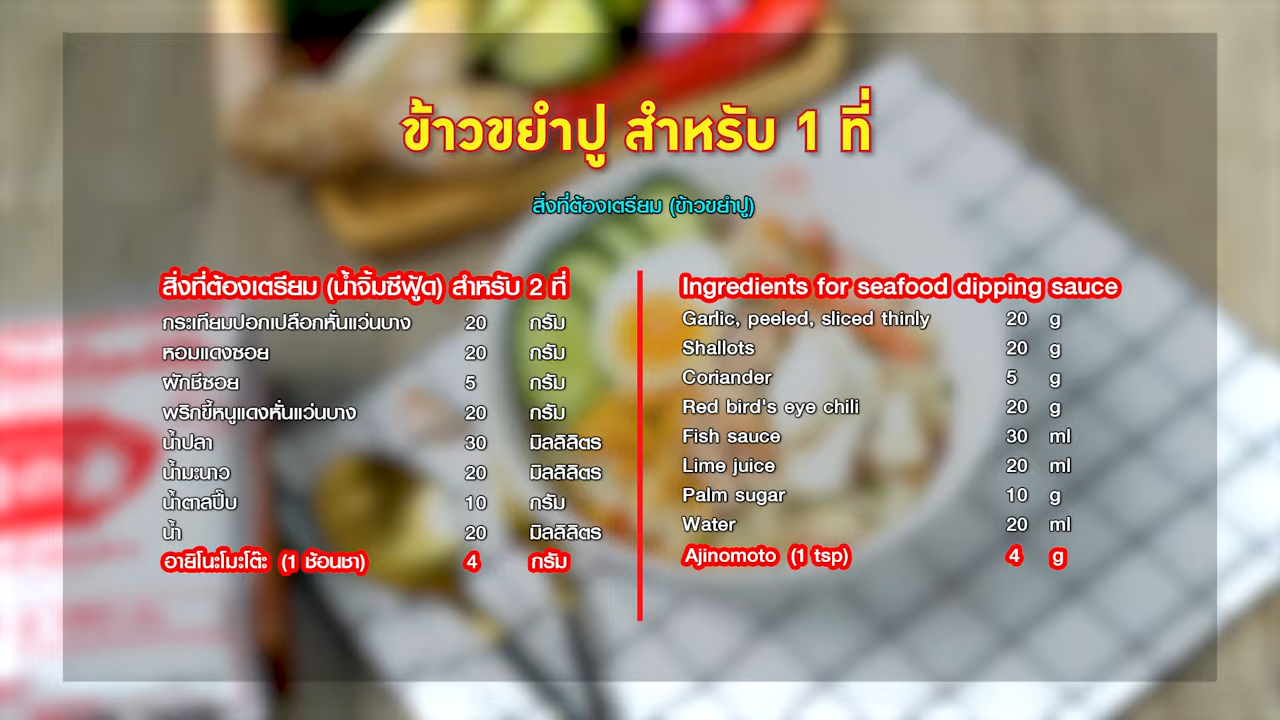 ข้าวขยำปู สำหรับ 1 ที่
สิ่งที่ต้องเตรียม (ข้าวขยำปู)
สิ่งที่ต้องเตรียม (น้ำจิ้มซีฟู้ด) สำหรับ 2 ที่
กระเทียมปอกเปลือกหั่นแว่นบาง 20 กรัม
หอมแดงซอย 20 กรัม
ผักชีซอย 5 กรัม
พริกขี้หนูแดงหั่นแว่นบาง 20 กรัม
น้ำปลา 30 มิลลิลิตร
น้ำมะนาว 20 มิลลิลิตร
น้ำตาลปี๊บ 10 กรัม
น้ำ 20 มิลลิลิตร
อายิโนะโมะโต๊ะ (1 ช้อนชา) 4 กรัม
Ingredients for seafood dipping sauce
Garlic, peeled, sliced thinly 20 g
Shallots 20 g
Coriander 5 g
Red bird's eye chili 20 g
Fish sauce 30 ml
Lime juice 20 ml
Palm sugar 10 g
Water 20 ml
Ajinomoto (1 tsp) 4 g